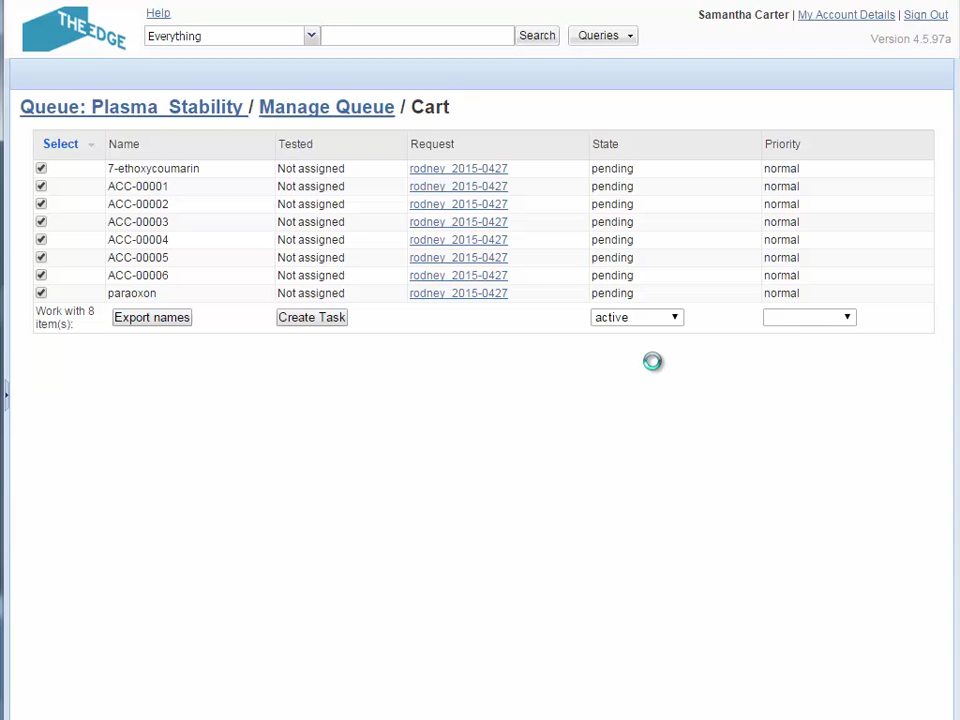 THE EDGE
Help
Samantha Carter | My Account Details | Sign Out
Everything
Search
Queries
Version 4.5.97a
Queue: Plasma_Stability / Manage Queue / Cart
Select Name Tested Request State Priority
7-ethoxycoumarin Not assigned rodney_2015-0427 pending normal
ACC-00001 Not assigned rodney_2015-0427 pending normal
ACC-00002 Not assigned rodney_2015-0427 pending normal
ACC-00003 Not assigned rodney_2015-0427 pending normal
ACC-00004 Not assigned rodney_2015-0427 pending normal
ACC-00005 Not assigned rodney_2015-0427 pending normal
ACC-00006 Not assigned rodney_2015-0427 pending normal
paraoxon Not assigned rodney_2015-0427 pending normal
Work with 8
item(s):
Export names Create Task active